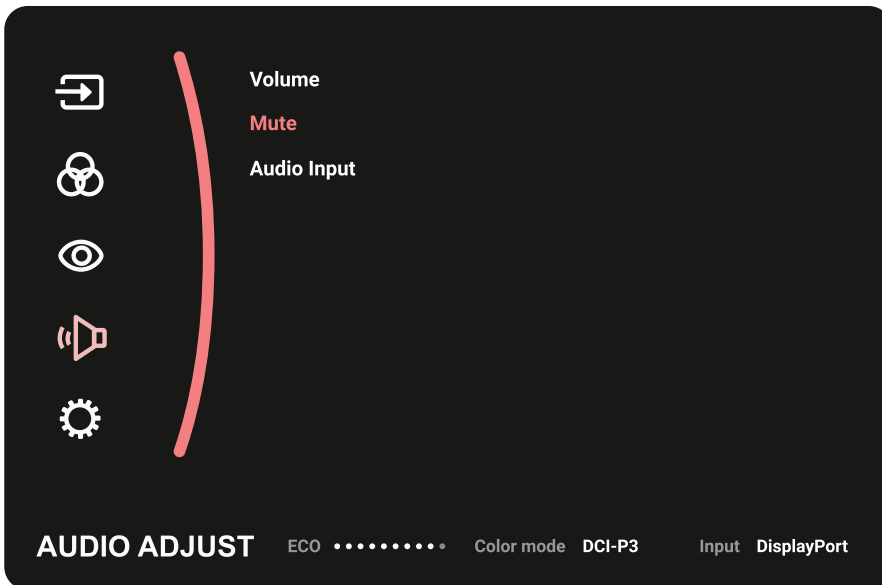 Volume
Mute
Audio Input
AUDIO ADJUST ECO Color mode DCI-P3 Input DisplayPort